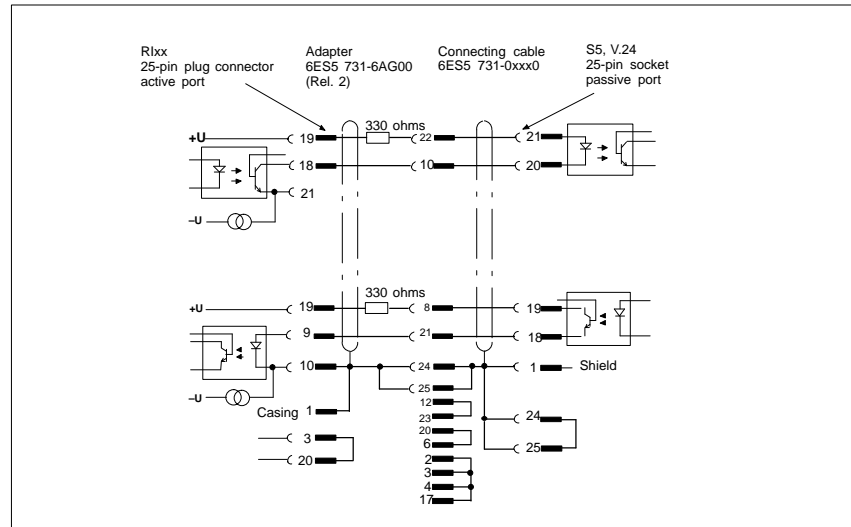 RIxx
25-pin plug connector
active port
Adapter
6ES5 731-6AG00
(Rel. 2)
Connecting cable
6ES5 731-0xxx0
S5, V.24
25-pin socket
passive port
+U 19 330 ohms 22 21
18 10 20
21
–U
+U 19 330 ohms 8 19
9 21 18
10 24 1 Shield
–U
25
Casing 1
12
23
24
3
20
6
25
20
2
3
4
17